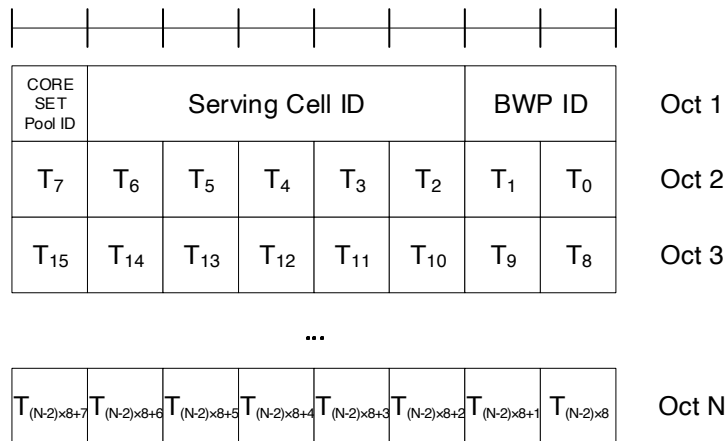 CORE SET Pool ID Serving Cell ID BWP ID Oct 1
T7 T6 T5 T4 T3 T2 T1 T0 Oct 2
T15 T14 T13 T12 T11 T10 T9 T8 Oct 3
...
T(N-2)×8+7 T(N-2)×8+6 T(N-2)×8+5 T(N-2)×8+4 T(N-2)×8+3 T(N-2)×8+2 T(N-2)×8+1 T(N-2)×8 Oct N